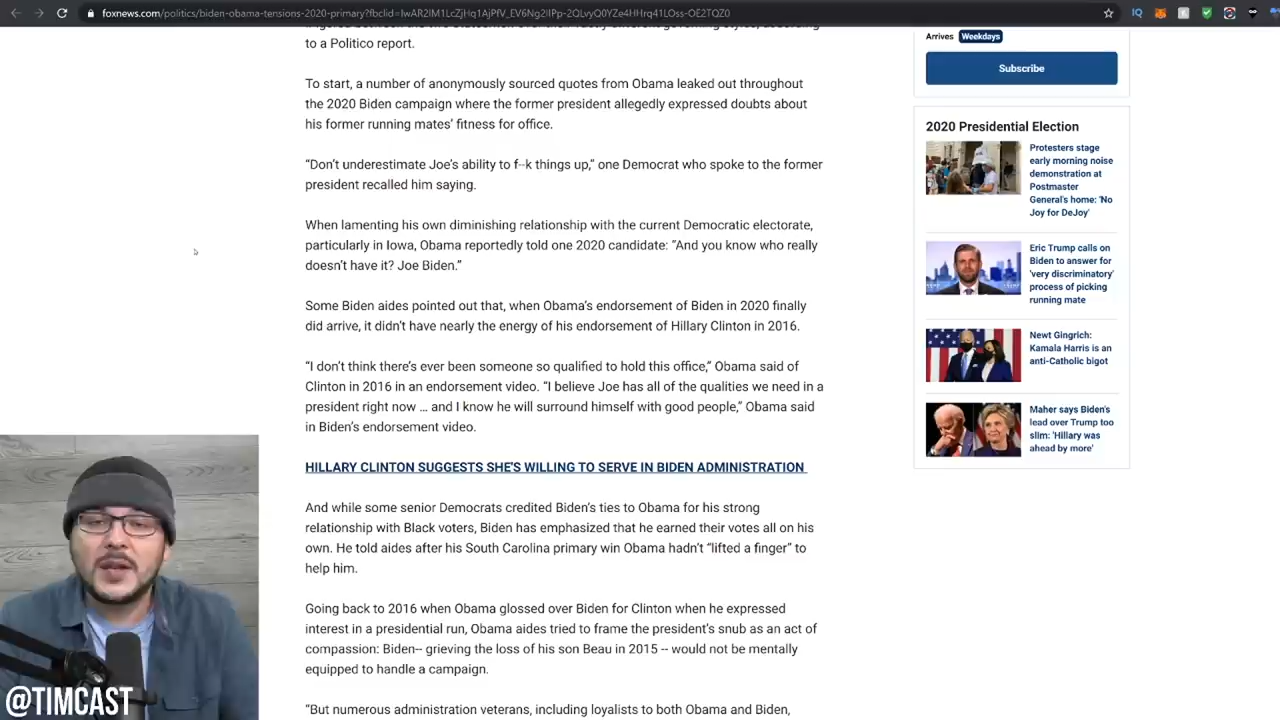 foxnews.com/politics/biden-obama-tensions-2020-primary?fbclid=IwAR2IM1LcZjHq1AjPfV_EV6Ng2IIPp-2QLvyQ0YZe4HHrq41LOss-OE2TQZ0
to a Politico report.
To start, a number of anonymously sourced quotes from Obama leaked out throughout
the 2020 Biden campaign where the former president allegedly expressed doubts about
his former running mates’ fitness for office.
“Don’t underestimate Joe’s ability to f--k things up,” one Democrat who spoke to the former
president recalled him saying.
When lamenting his own diminishing relationship with the current Democratic electorate,
particularly in Iowa, Obama reportedly told one 2020 candidate: “And you know who really
doesn’t have it? Joe Biden.”
Some Biden aides pointed out that, when Obama’s endorsement of Biden in 2020 finally
did arrive, it didn’t have nearly the energy of his endorsement of Hillary Clinton in 2016.
“I don’t think there’s ever been someone so qualified to hold this office,” Obama said of
Clinton in 2016 in an endorsement video. “I believe Joe has all of the qualities we need in a
president right now … and I know he will surround himself with good people,” Obama said
in Biden’s endorsement video.
HILLARY CLINTON SUGGESTS SHE’S WILLING TO SERVE IN BIDEN ADMINISTRATION
And while some senior Democrats credited Biden’s ties to Obama for his strong
relationship with Black voters, Biden has emphasized that he earned their votes all on his
own. He told aides after his South Carolina primary win Obama hadn’t “lifted a finger” to
help him.
Going back to 2016 when Obama glossed over Biden for Clinton when he expressed
interest in a presidential run, Obama aides tried to frame the president’s snub as an act of
compassion: Biden-- grieving the loss of his son Beau in 2015 -- would not be mentally
equipped to handle a campaign.
“But numerous administration veterans, including loyalists to both Obama and Biden,
Arrives Weekdays
Subscribe
2020 Presidential Election
Protesters stage
early morning noise
demonstration at
Postmaster
General's home: 'No
Joy for DeJoy'
Eric Trump calls on
Biden to answer for
'very discriminatory'
process of picking
running mate
Newt Gingrich:
Kamala Harris is an
anti-Catholic bigot
Maher says Biden's
lead over Trump too
slim: 'Hillary was
ahead by more'
@TIMCAST